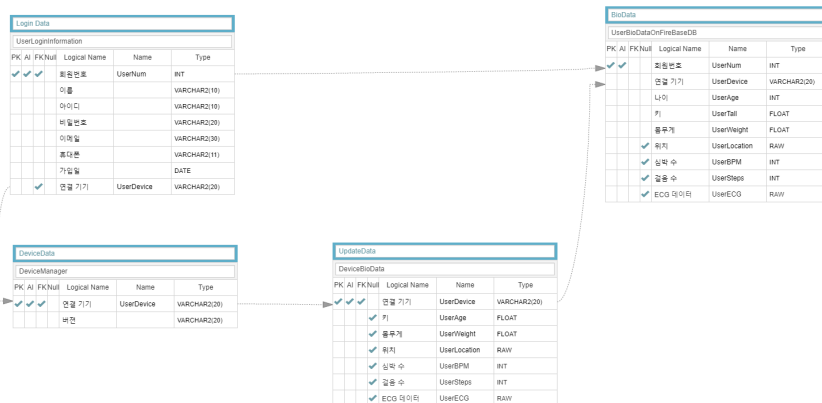 Login Data
UserLoginInformation
PK AI FK Null Logical Name Name Type
회원번호 UserNum INT
이름 VARCHAR2(10)
아이디 VARCHAR2(10)
비밀번호 VARCHAR2(20)
이메일 VARCHAR2(30)
휴대폰 VARCHAR2(11)
가입일 DATE
연결 기기 UserDevice VARCHAR2(20)
BioData
UserBioDataOnFireBaseDB
PK AI FK Null Logical Name Name Type
회원번호 UserNum INT
연결 기기 UserDevice VARCHAR2(20)
나이 UserAge INT
키 UserTall FLOAT
몸무게 UserWeight FLOAT
위치 UserLocation RAW
심박 수 UserBPM INT
걸음 수 UserSteps INT
ECG 데이터 UserECG RAW
DeviceData
DeviceManager
PK AI FK Null Logical Name Name Type
연결 기기 UserDevice VARCHAR2(20)
버전 VARCHAR2(20)
UpdateData
DeviceBioData
PK AI FK Null Logical Name Name Type
연결 기기 UserDevice VARCHAR2(20)
키 UserAge FLOAT
몸무게 UserWeight FLOAT
위치 UserLocation RAW
심박 수 UserBPM INT
걸음 수 UserSteps INT
ECG 데이터 UserECG RAW